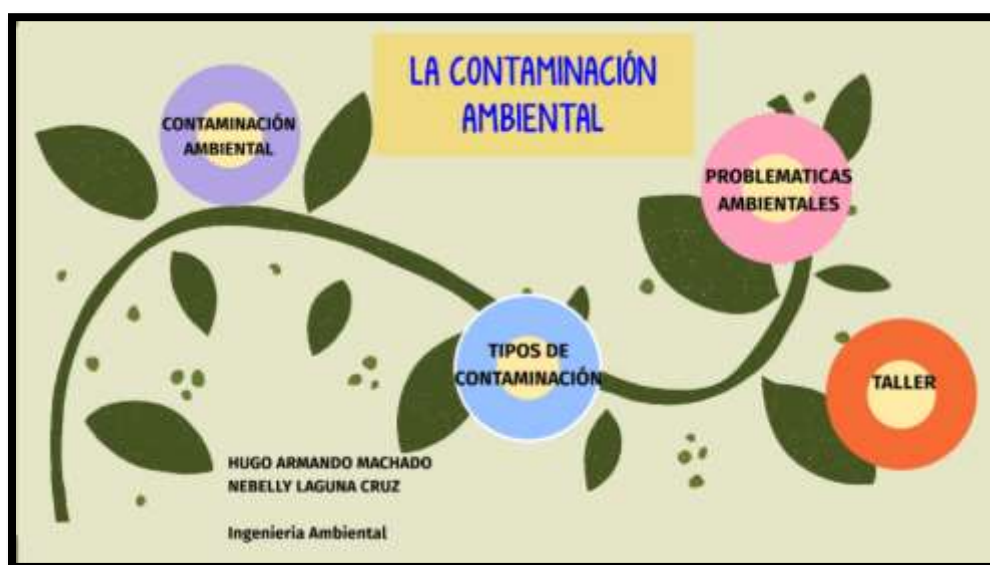 LA CONTAMINACIÓN
AMBIENTAL
CONTAMINACIÓN
AMBIENTAL
PROBLEMATICAS
AMBIENTALES
TIPOS DE
CONTAMINACIÓN
TALLER
HUGO ARMANDO MACHADO
NEBELLY LAGUNA CRUZ
Ingenieria Ambiental